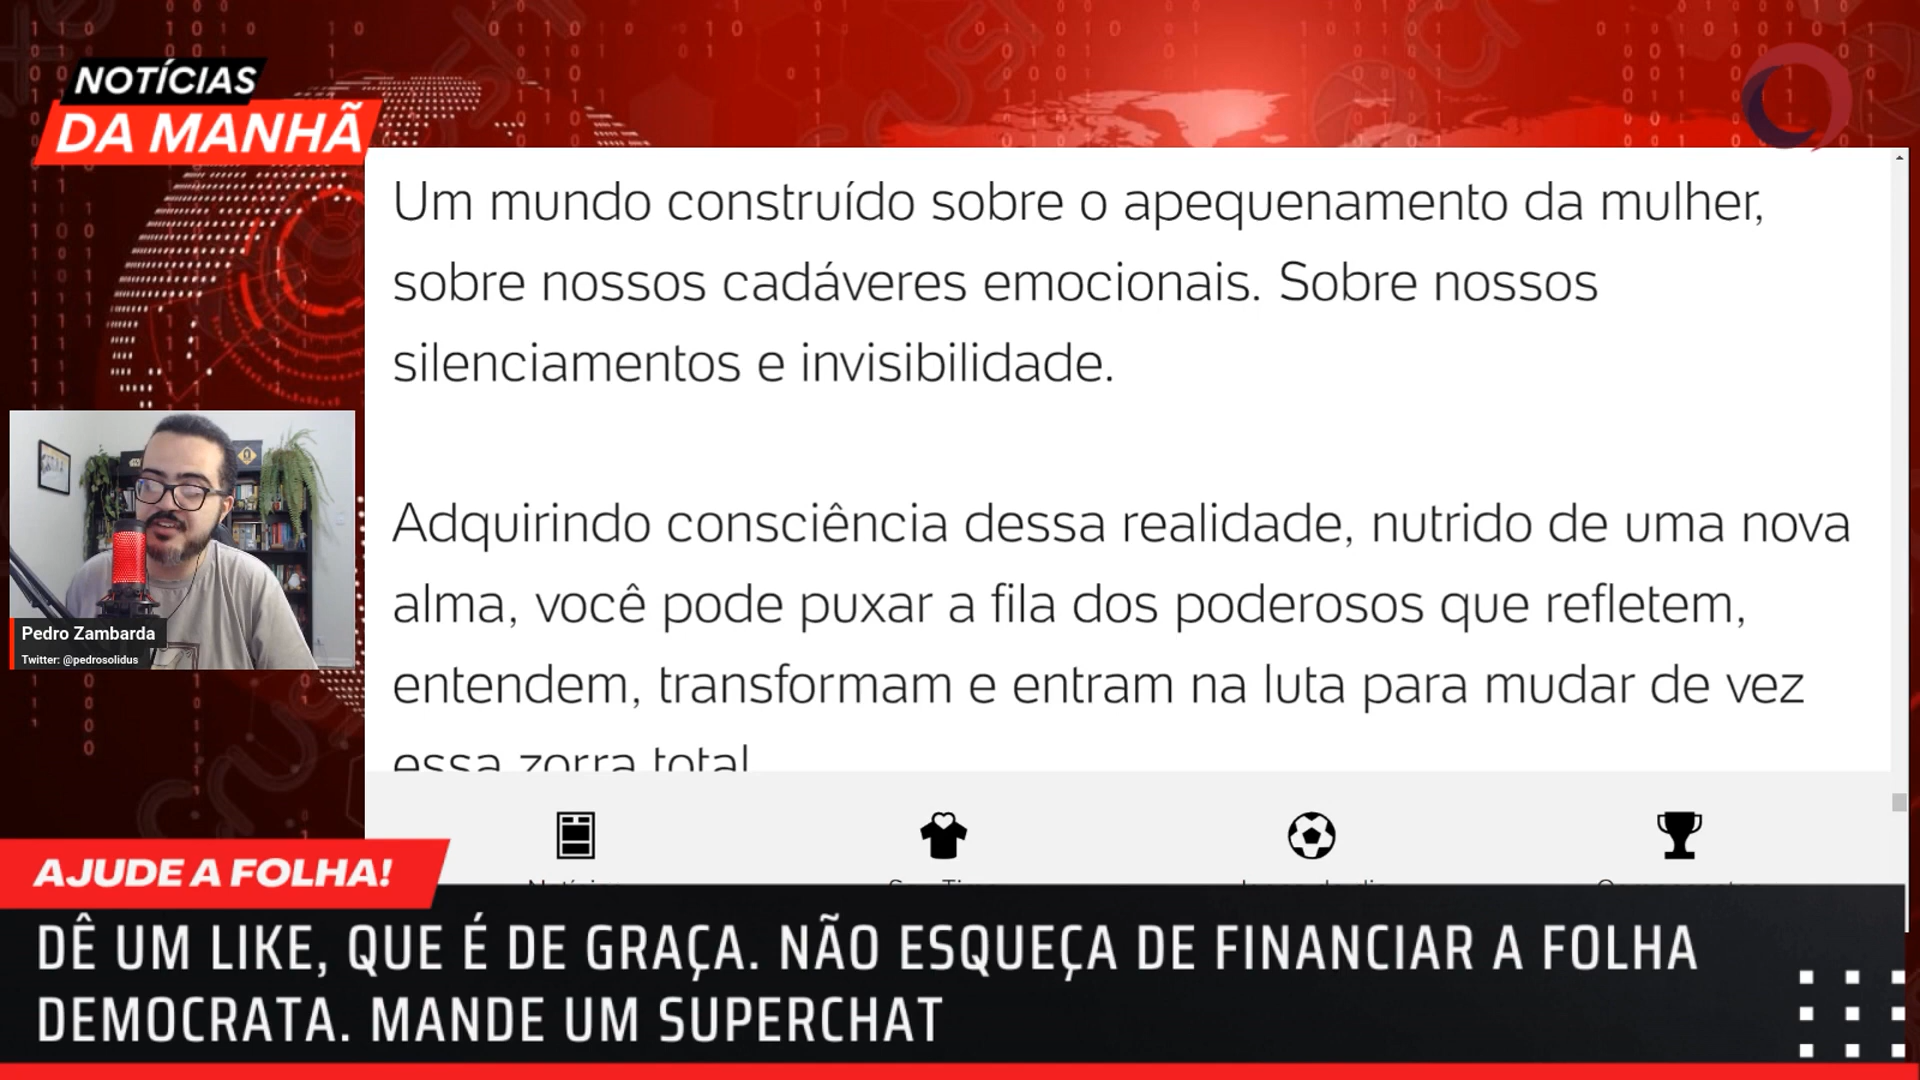 NOTÍCIAS
DA MANHÃ
Um mundo construído sobre o apequenamento da mulher,
sobre nossos cadáveres emocionais. Sobre nossos
silenciamentos e invisibilidade.
Adquirindo consciência dessa realidade, nutrido de uma nova
alma, você pode puxar a fila dos poderosos que refletem,
entendem, transformam e entram na luta para mudar de vez
essa zorra total
Pedro Zambarda
Twitter: @pedrosolidus
AJUDE A FOLHA!
DÊ UM LIKE, QUE É DE GRAÇA. NÃO ESQUEÇA DE FINANCIAR A FOLHA
DEMOCRATA. MANDE UM SUPERCHAT